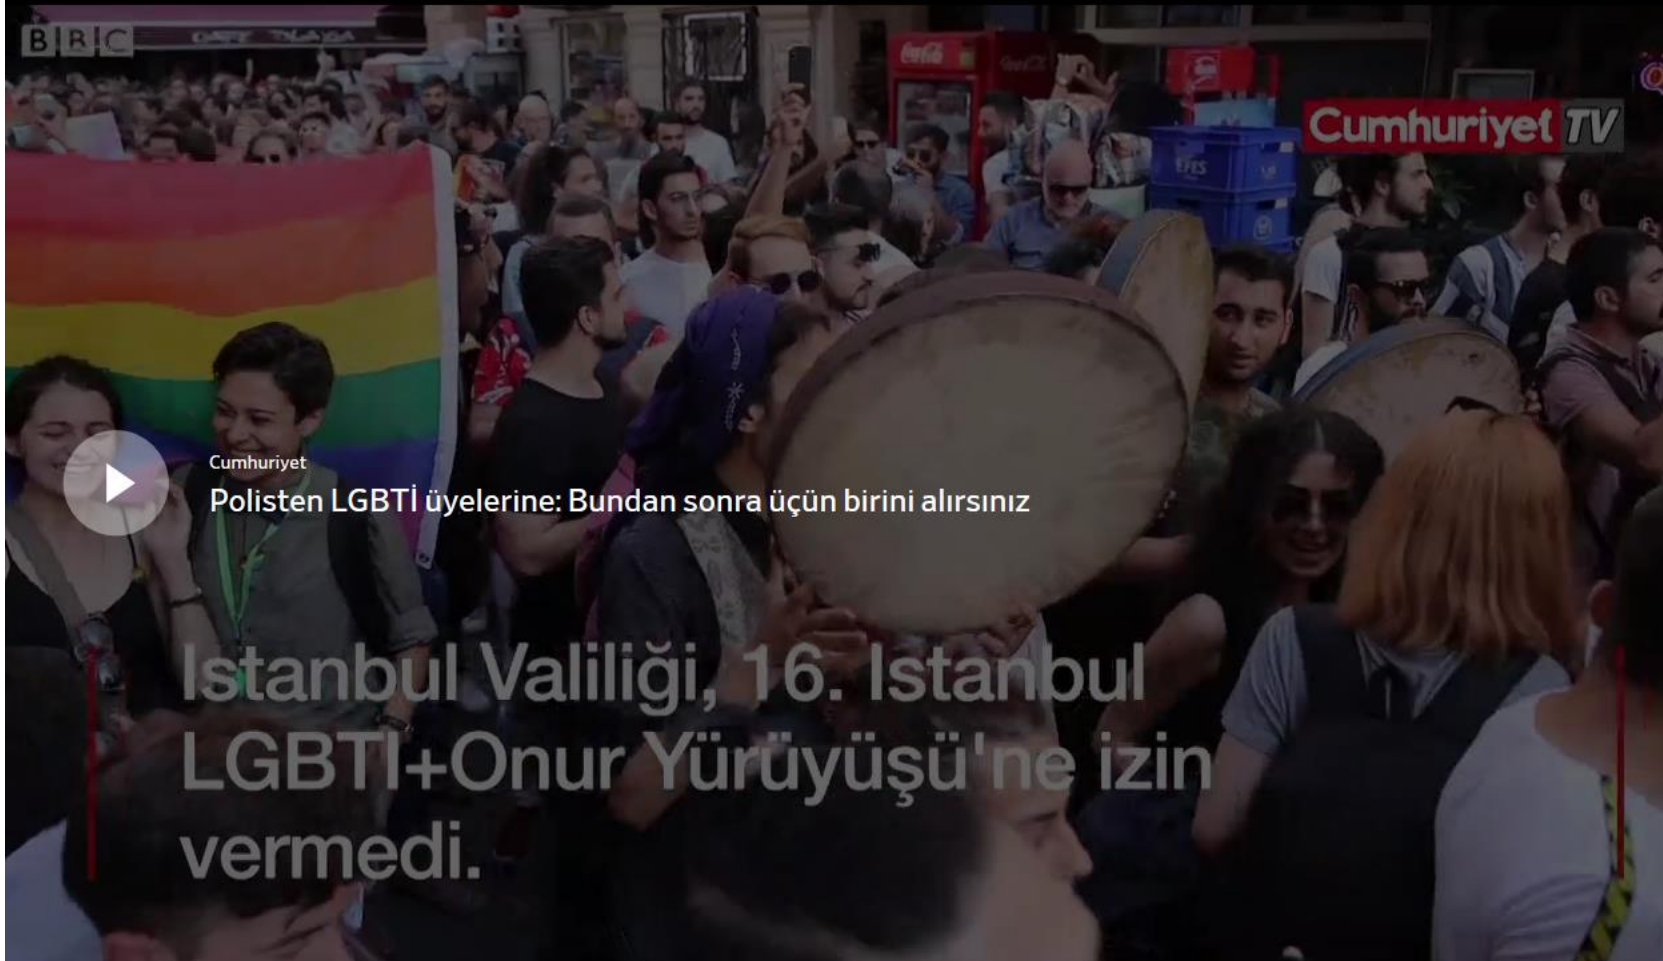 BBC
Coca-Cola
Cumhuriyet TV
EFES
Cumhuriyet
Polisten LGBTİ üyelerine: Bundan sonra üçün birini alırsınız
Istanbul Valiliği, 16. Istanbul
LGBTI+Onur Yürüyüşü'ne izin
vermedi.